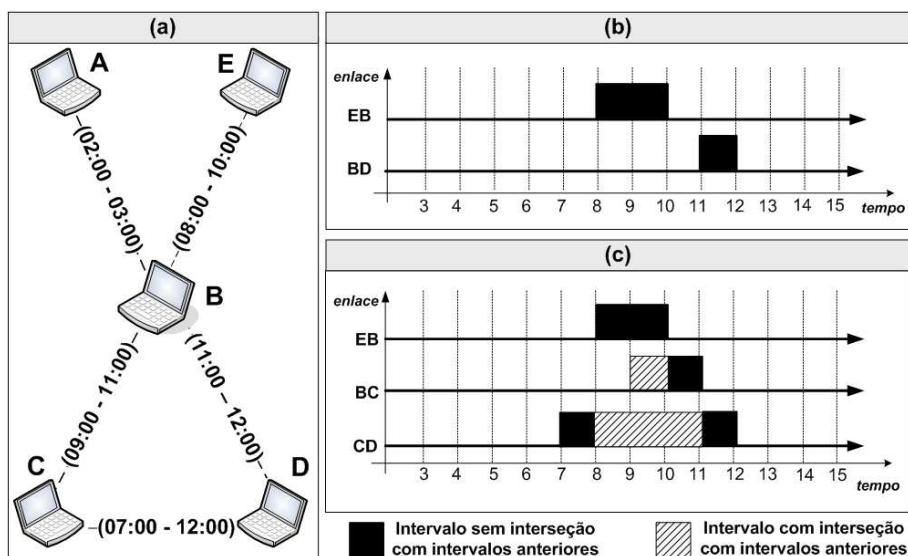 (a)
A
E
(02:00 - 03:00)
(08:00 - 10:00)
B
(09:00 - 11:00)
(11:00 – 12:00)
C
D
(07:00 - 12:00)
(b)
enlace
EB
BD
3 4 5 6 7 8 9 10 11 12 13 14 15
tempo
(c)
enlace
EB
BC
CD
3 4 5 6 7 8 9 10 11 12 13 14 15
tempo
Intervalo sem interseção
com intervalos anteriores
Intervalo com interseção
com intervalos anteriores